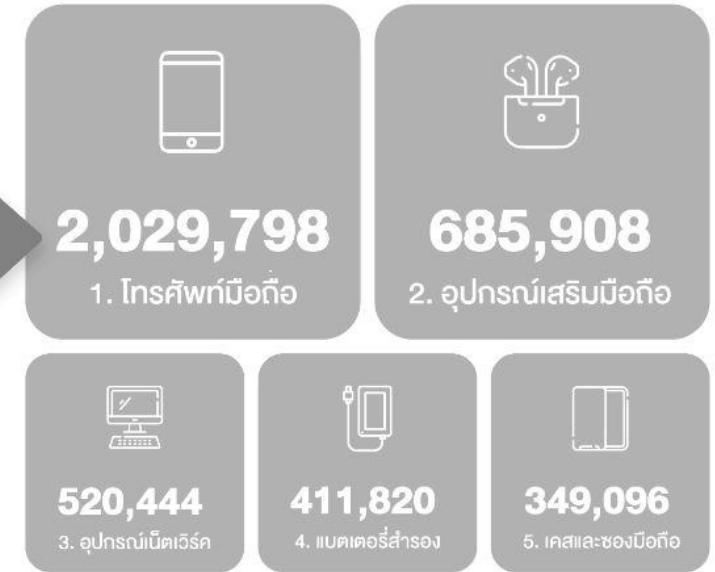 2,029,798
1. โทรศัพท์มือถือ
685,908
2. อุปกรณ์เสริมมือถือ
520,444
3. อุปกรณ์เน็ตเวิร์ค
411,820
4. แบตเตอรี่สำรอง
349,096
5. เคสและซองมือถือ